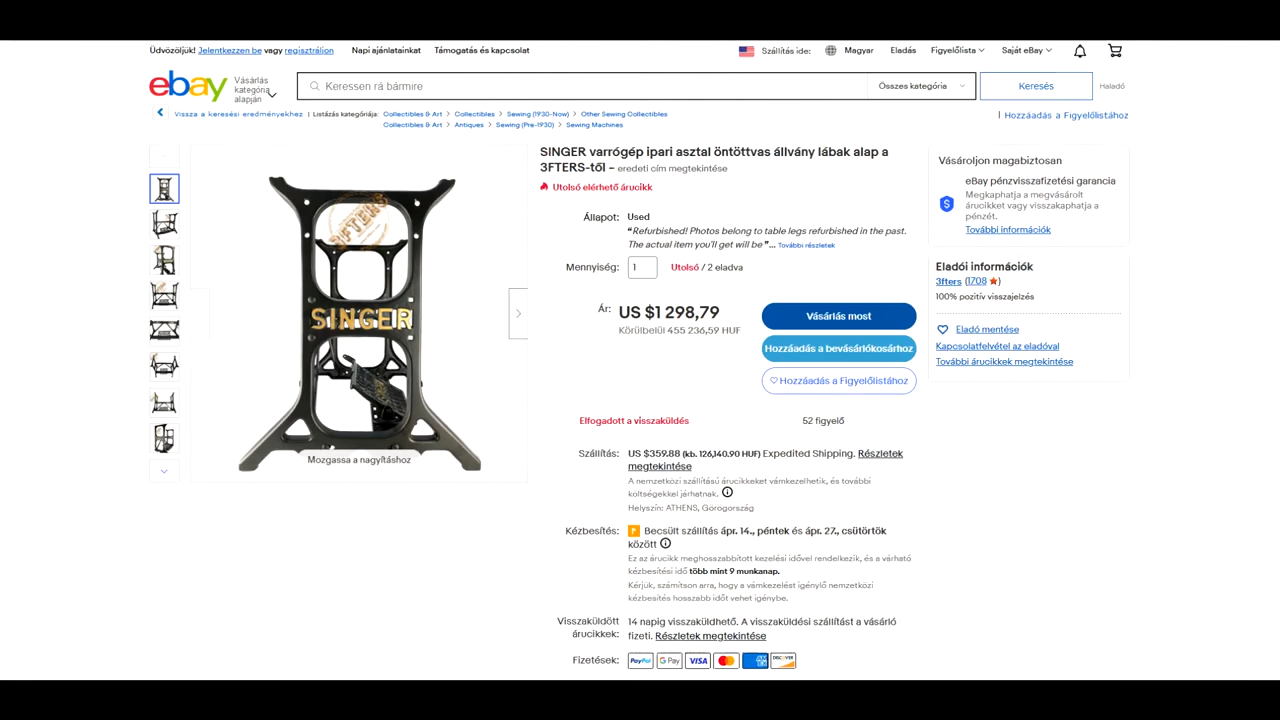 Üdvözöljük! Jelentkezzen be vagy regisztráljon Napi ajánlatainkat Támogatás és kapcsolat Szállítás ide: Magyar Eladás Figyelőlista Saját eBay
ebay
Vásárlás
kategória
alapján
Keressen rá bármire Összes kategória Keresés Haladó
Vissza a keresési eredményekhez | Listázás kategóriája: Collectibles & Art > Collectibles > Sewing (1930-Now) > Other Sewing Collectibles
Collectibles & Art > Antiques > Sewing (Pre-1930) > Sewing Machines
| Hozzáadás a Figyelőlistához
3FTERS
SINGER
Mozgassa a nagyításhoz
SINGER varrógép ipari asztal öntöttvas állvány lábak alap a
3FTERS-től - eredeti cím megtekintése
Utolsó elérhető árucikk
Állapot: Used
❝Refurbished! Photos belong to table legs refurbished in the past.
The actual item you'll get will be❞... További részletek
Mennyiség: 1 Utolsó / 2 eladva
Ár: US $1 298,79
Körülbelül 455 236,59 HUF
Vásárlás most
Hozzáadás a bevásárlókosárhoz
Hozzáadás a Figyelőlistához
Elfogadott a visszaküldés 52 figyelő
Szállítás: US $359.88 (kb. 126,140.90 HUF) Expedited Shipping. Részletek
megtekintése
A nemzetközi szállítású árucikkeket vámkezelhetik, és további
költségekkel járhatnak.
Helyszín: ATHENS, Görögország
Kézbesítés: Becsült szállítás ápr. 14., péntek és ápr. 27., csütörtök
között
Ez az árucikk meghosszabbított kezelési idővel rendelkezik, és a várható
kézbesítési idő több mint 9 munkanap.
Kérjük, számítson arra, hogy a vámkezelést igénylő nemzetközi
kézbesítés hosszabb időt vehet igénybe.
Visszaküldött
árucikkek:
14 napig visszaküldhető. A visszaküldési szállítást a vásárló
fizeti. Részletek megtekintése
Fizetések: PayPal G Pay VISA DISCOVER
Vásároljon magabiztosan
eBay pénzvisszafizetési garancia
Megkaphatja a megvásárolt
árucikket vagy visszakaphatja a
pénzét.
További információk
Eladói információk
3fters (1708)
100% pozitív visszajelzés
Eladó mentése
Kapcsolatfelvétel az eladóval
További árucikkek megtekintése